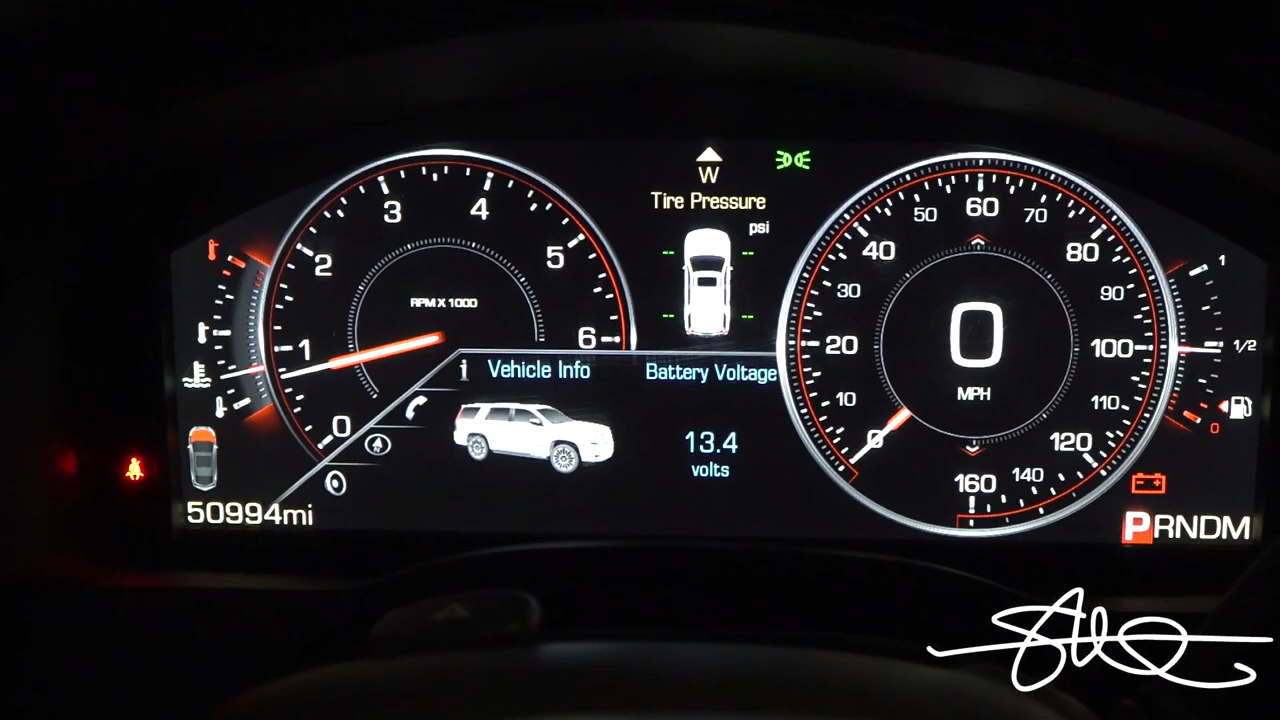 W
Tire Pressure
psi
-- --
-- --
0
1
2
3
4
5
6
RPM X 1000
i Vehicle Info
Battery Voltage
13.4
volts
50994mi
0
10
20
30
40
50
60
70
80
90
100
110
120
140
160
0
MPH
1
1/2
0
PRNDM